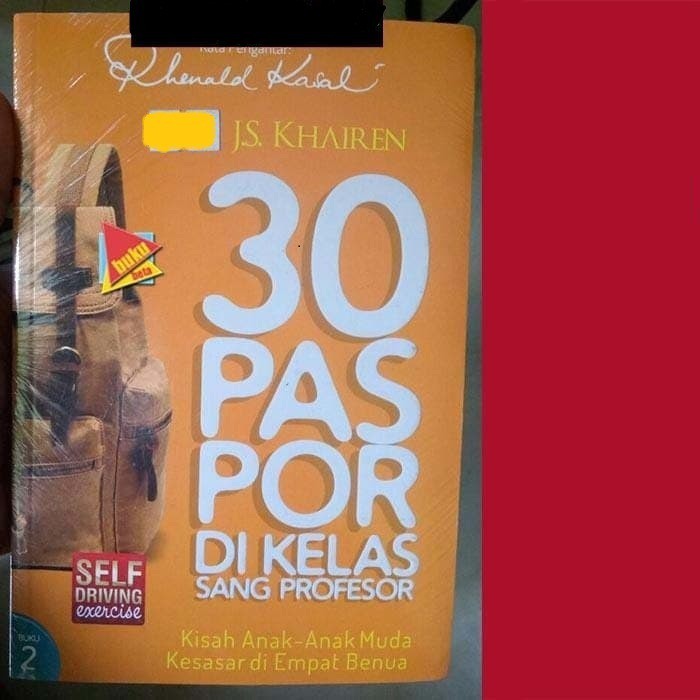 Kata Pengantar:
Rhenald Kasali
J.S. KHAIREN
30
PAS
POR
DI KELAS
SANG PROFESOR
buku
beta
SELF
DRIVING
exercise
Kisah Anak-Anak Muda
Kesasar di Empat Benua
BUKU
2